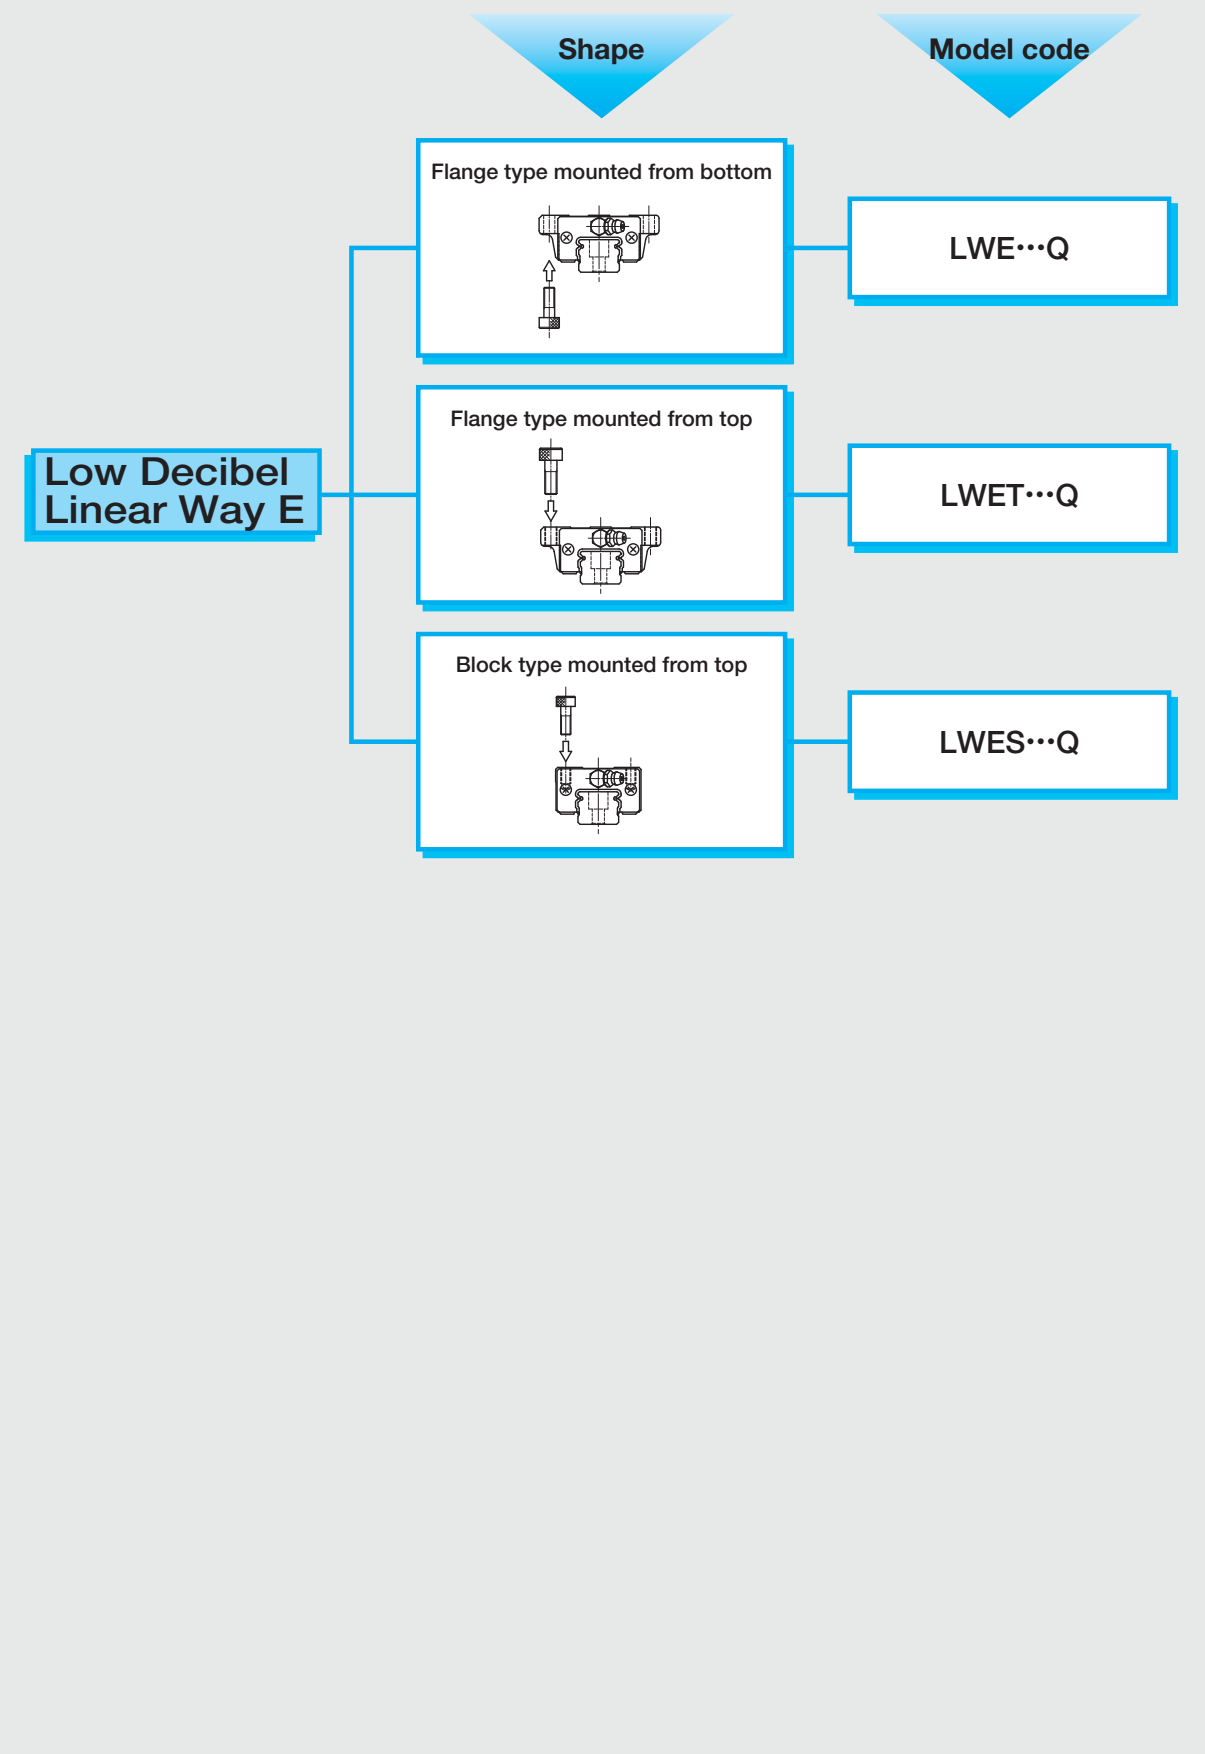 Shape
Model code
Flange type mounted from bottom
LWE···Q
Flange type mounted from top
Low Decibel
Linear Way E
LWET···Q
Block type mounted from top
LWES···Q